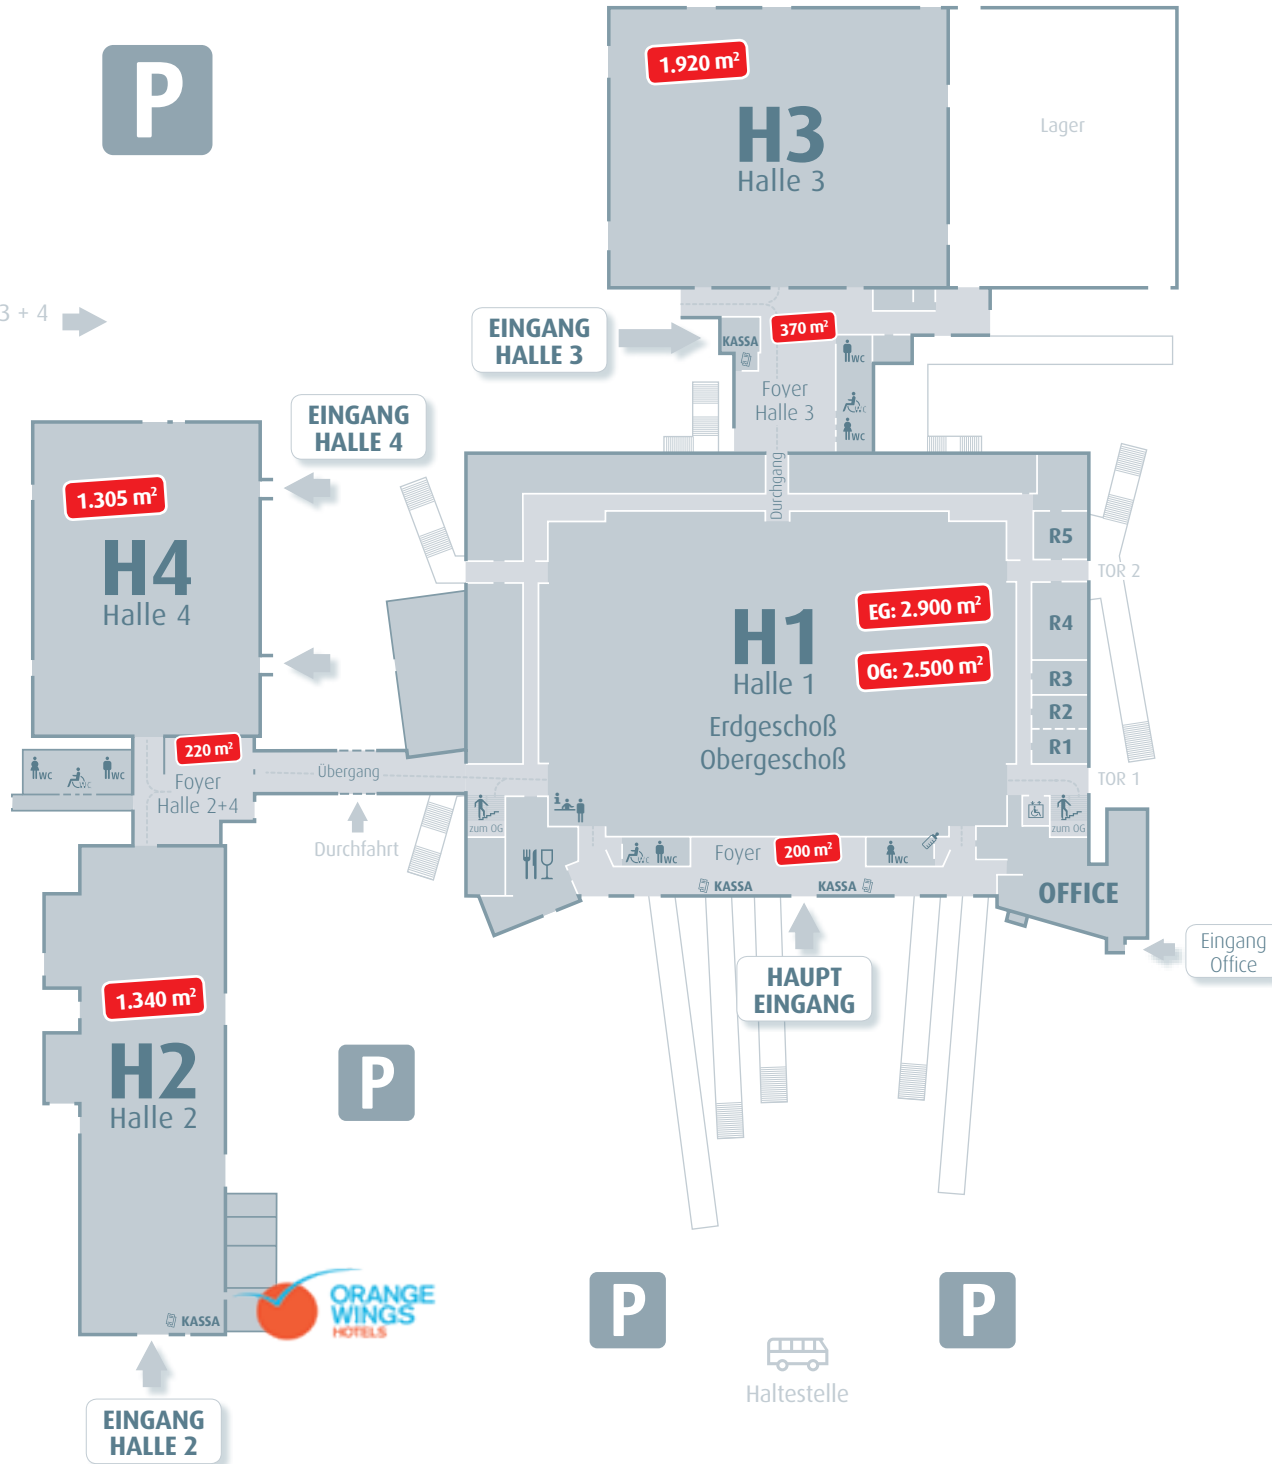 P
1.920 m²
H3
Halle 3
Lager
3 + 4
EINGANG
HALLE 3
KASSA
370 m²
WC
Foyer
Halle 3
WC
WC
EINGANG
HALLE 4
1.305 m²
H4
Halle 4
Durchgang
R5
TOR 2
EG: 2.900 m²
R4
H1
Halle 1
OG: 2.500 m²
R3
R2
R1
Erdgeschoß
Obergeschoß
TOR 1
220 m²
WC
WC
WC
Foyer
Halle 2+4
Übergang
Durchfahrt
zum OG
i
zum OG
WC
WC
Foyer
200 m²
WC
KASSA
KASSA
OFFICE
Eingang
Office
HAUPT
EINGANG
1.340 m²
H2
Halle 2
P
KASSA
ORANGE
WINGS
HOTELS
P
P
Haltestelle
EINGANG
HALLE 2